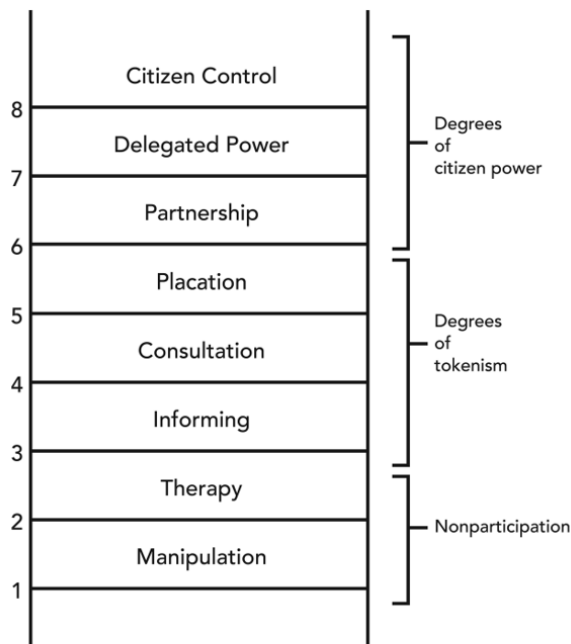 Citizen Control
8
Delegated Power
7
Partnership
6
Placation
5
Consultation
4
Informing
3
Therapy
2
Manipulation
1
Degrees
of
citizen power
Degrees
of
tokenism
Nonparticipation